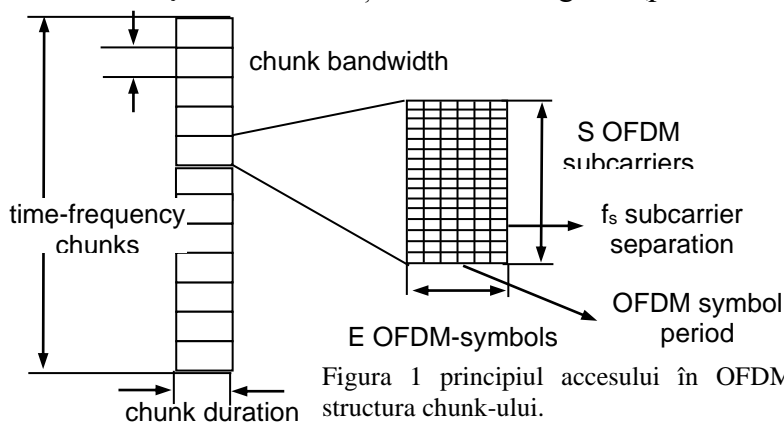 chunk bandwidth
S OFDM
subcarriers
time-frequency
chunks
fs subcarrier
separation
OFDM symbol
period
E OFDM-symbols
chunk duration
Figura 1 principiul accesului în OFDM
structura chunk-ului.